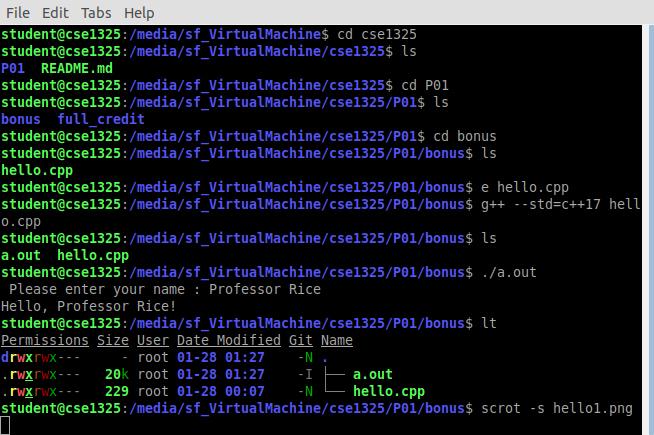 File Edit Tabs Help
student@cse1325:/media/sf_VirtualMachine$ cd cse1325
student@cse1325:/media/sf_VirtualMachine/cse1325$ ls
P01  README.md
student@cse1325:/media/sf_VirtualMachine/cse1325$ cd P01
student@cse1325:/media/sf_VirtualMachine/cse1325/P01$ ls
bonus  full_credit
student@cse1325:/media/sf_VirtualMachine/cse1325/P01$ cd bonus
student@cse1325:/media/sf_VirtualMachine/cse1325/P01/bonus$ ls
hello.cpp
student@cse1325:/media/sf_VirtualMachine/cse1325/P01/bonus$ e hello.cpp
student@cse1325:/media/sf_VirtualMachine/cse1325/P01/bonus$ g++ --std=c++17 hell
o.cpp
student@cse1325:/media/sf_VirtualMachine/cse1325/P01/bonus$ ls
a.out  hello.cpp
student@cse1325:/media/sf_VirtualMachine/cse1325/P01/bonus$ ./a.out
 Please enter your name : Professor Rice
Hello, Professor Rice!
student@cse1325:/media/sf_VirtualMachine/cse1325/P01/bonus$ lt
Permissions Size User Date Modified Git Name
drwxrwx---     - root 01-28 01:27    -N .
.rwxrwx---   20k root 01-28 01:27    -I ├── a.out
.rwxrwx---   229 root 01-28 00:07    -N └── hello.cpp
student@cse1325:/media/sf_VirtualMachine/cse1325/P01/bonus$ scrot -s hello1.png